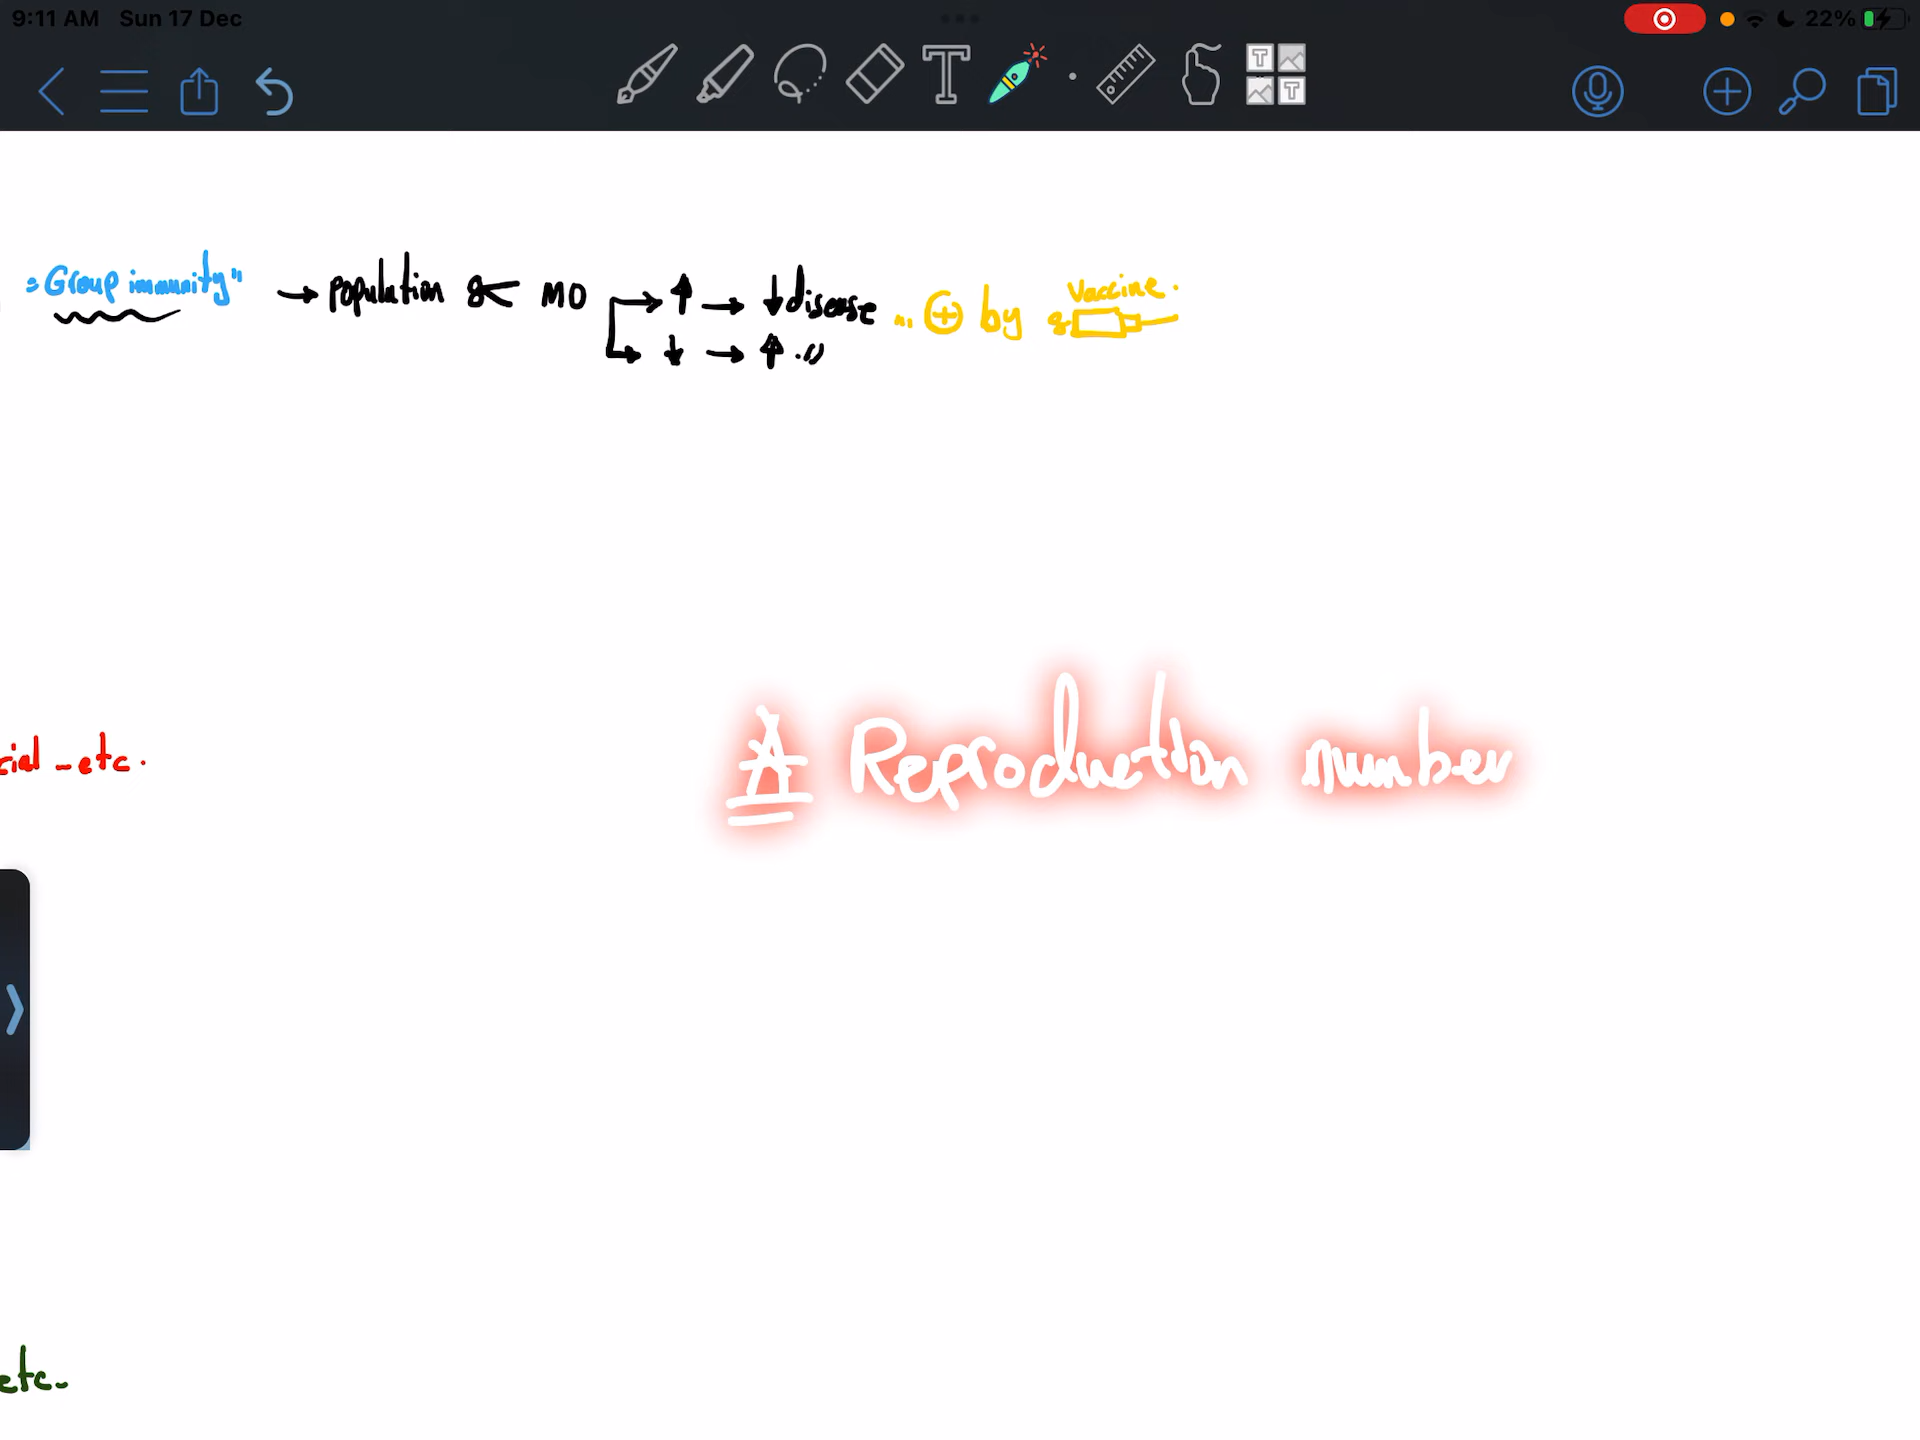 9:11 AM Sun 17 Dec
22%
"Group immunity" → population MO → ↑ → ↓ disease ... ⊕ by Vaccine.
↳ ↓ → ↑ . ''
cial - etc.
A Reproduction number
etc-